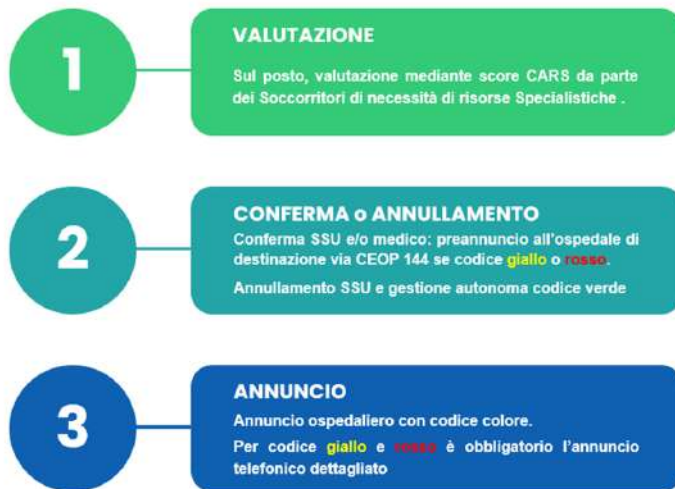 1
VALUTAZIONE
Sul posto, valutazione mediante score CARS da parte
dei Soccorritori di necessità di risorse Specialistiche .
2
CONFERMA o ANNULLAMENTO
Conferma SSU e/o medico: preannuncio all'ospedale di
destinazione via CEOP 144 se codice giallo o rosso.
Annullamento SSU e gestione autonoma codice verde
3
ANNUNCIO
Annuncio ospedaliero con codice colore.
Per codice giallo e rosso è obbligatorio l'annuncio
telefonico dettagliato